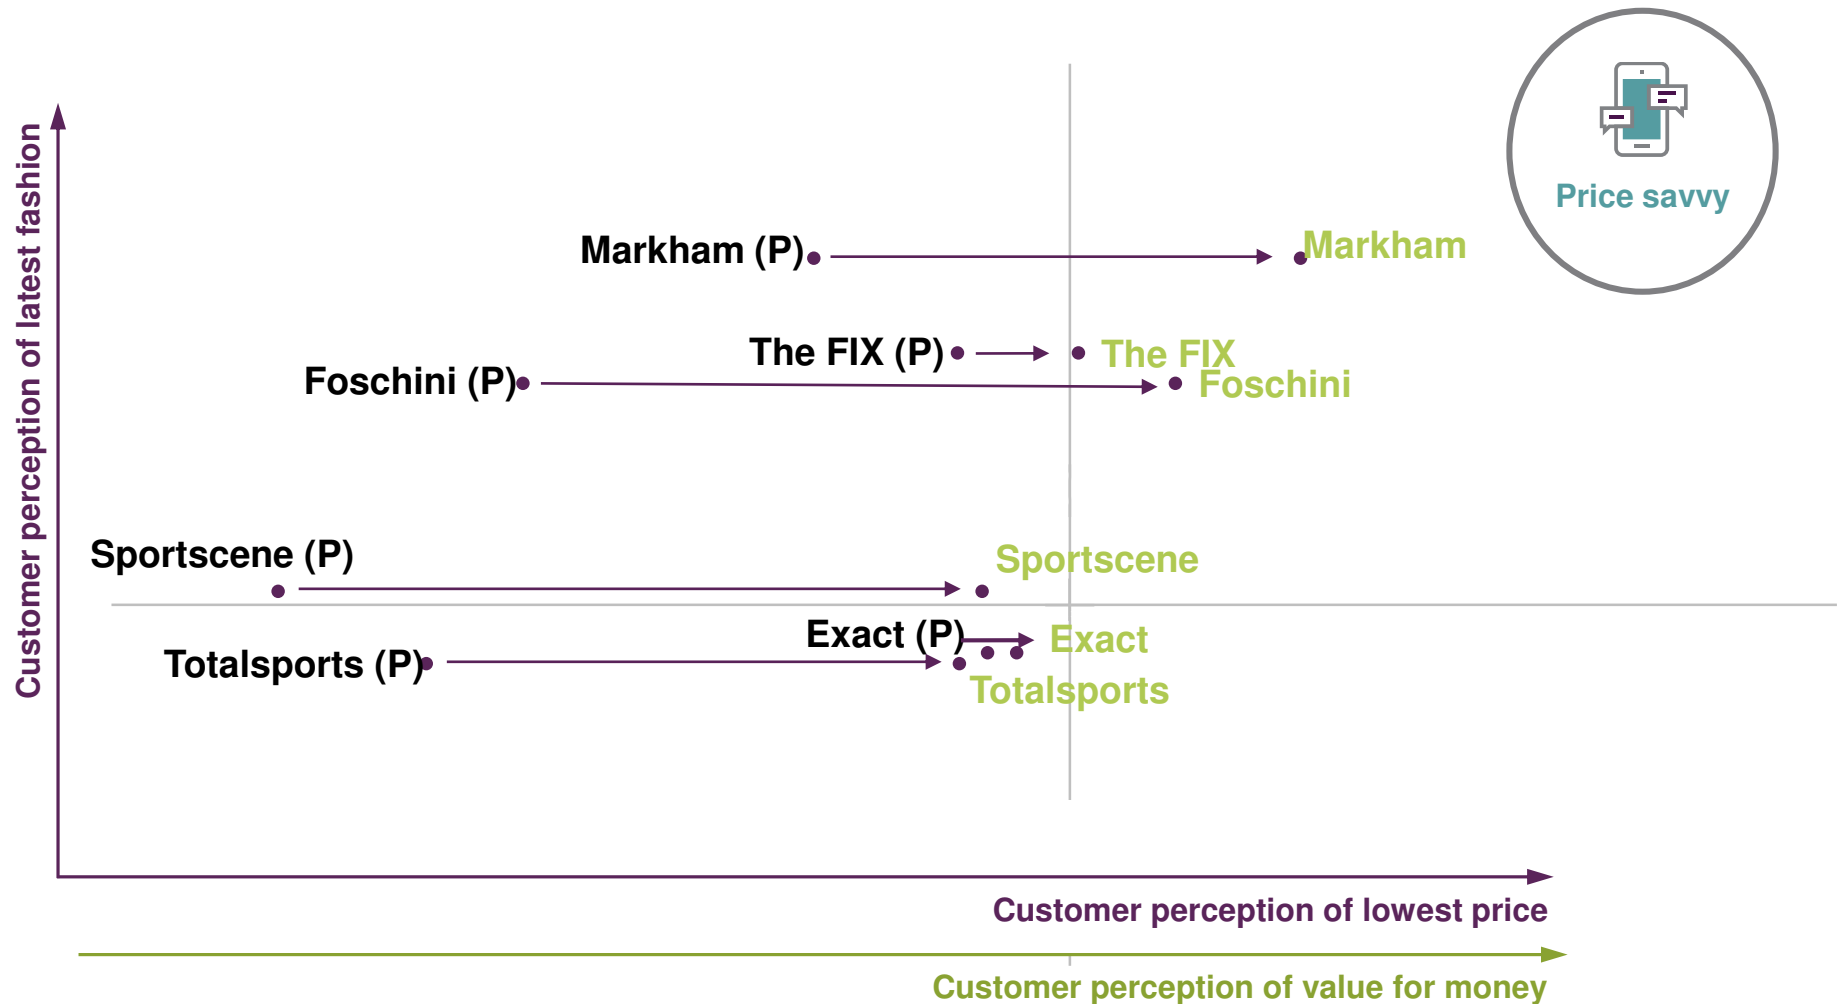 Price savvy
Customer perception of latest fashion
Markham (P)
Markham
The FIX (P)
The FIX
Foschini (P)
Foschini
Sportscene (P)
Sportscene
Exact (P)
Exact
Totalsports (P)
Totalsports
Customer perception of lowest price
Customer perception of value for money